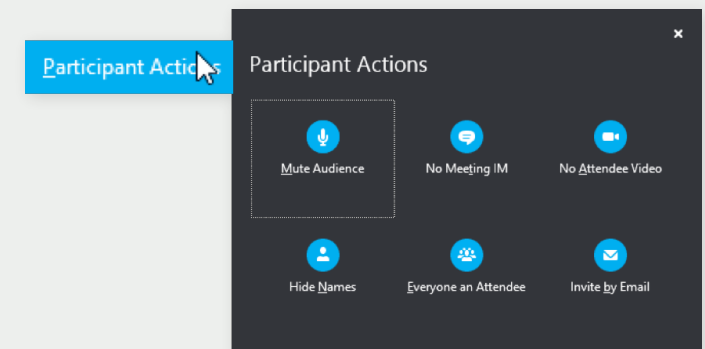 Participant Actions
Participant Actions
Mute Audience
No Meeting IM
No Attendee Video
Hide Names
Everyone an Attendee
Invite by Email